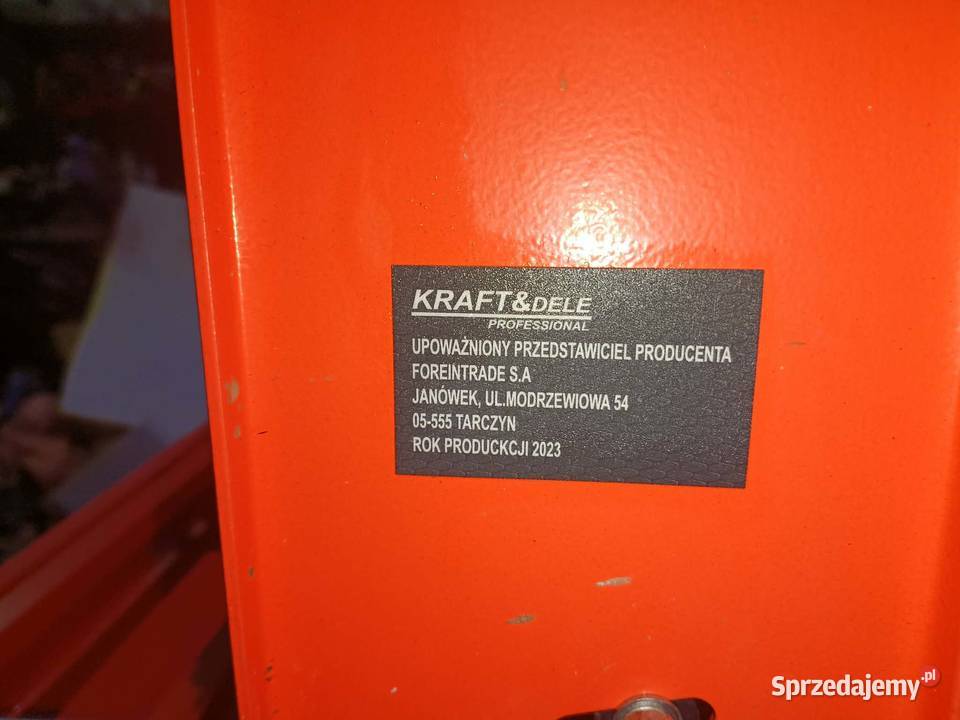 KRAFT&DELE
PROFESSIONAL
UPOWAŻNIONY PRZEDSTAWICIEL PRODUCENTA
FOREINTRADE S.A
JANÓWEK, UL.MODRZEWIOWA 54
05-555 TARCZYN
ROK PRODUCKCJI 2023
Sprzedajemy.pl